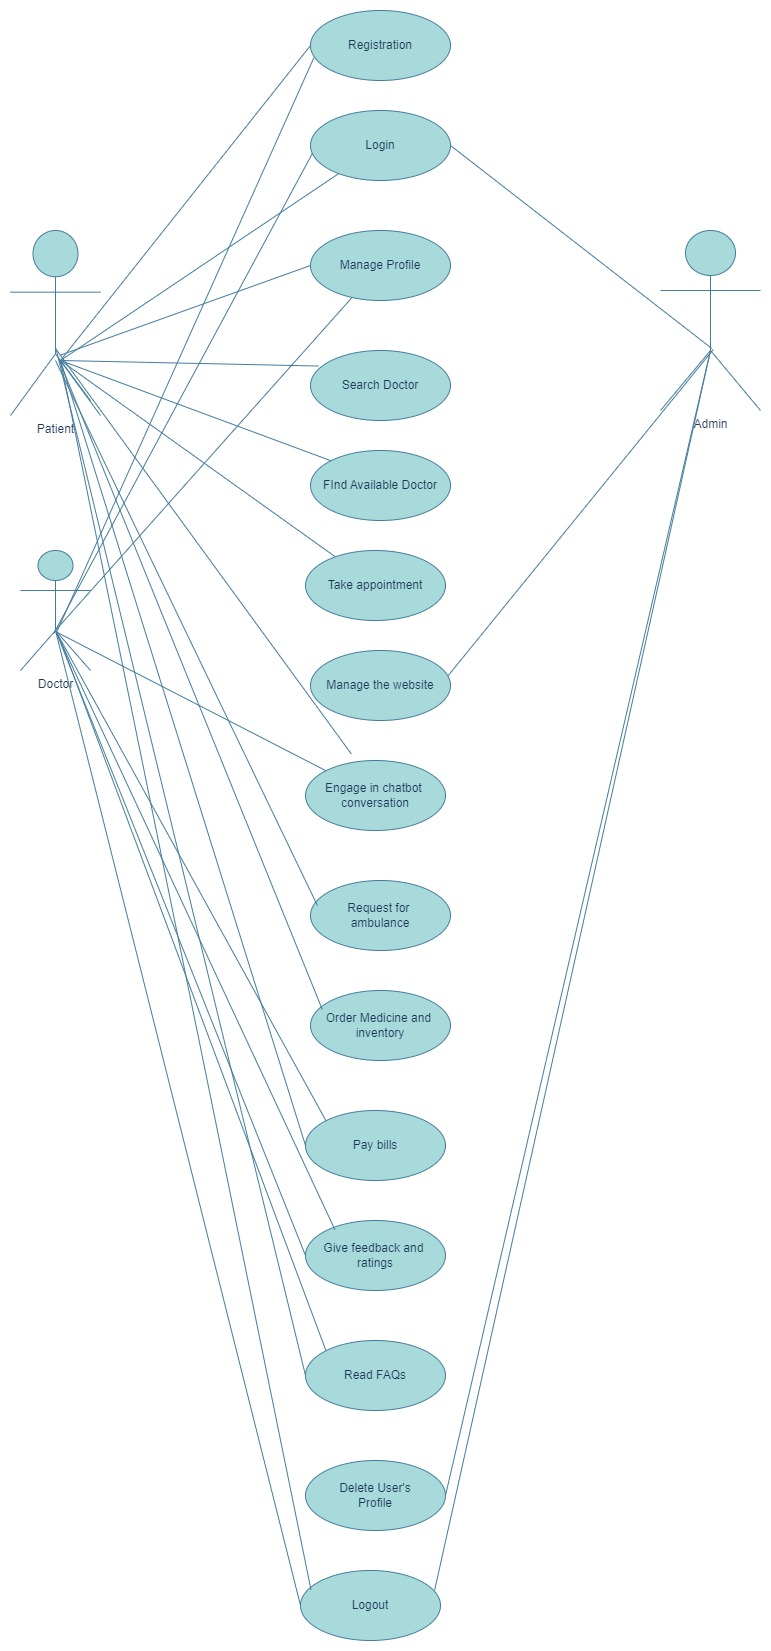 Registration
Login
Manage Profile
Search Doctor
Patient
Admin
FInd Available Doctor
Take appointment
Manage the website
Doctor
Engage in chatbot
conversation
Request for
ambulance
Order Medicine and
inventory
Pay bills
Give feedback and
ratings
Read FAQs
Delete User's
Profile
Logout